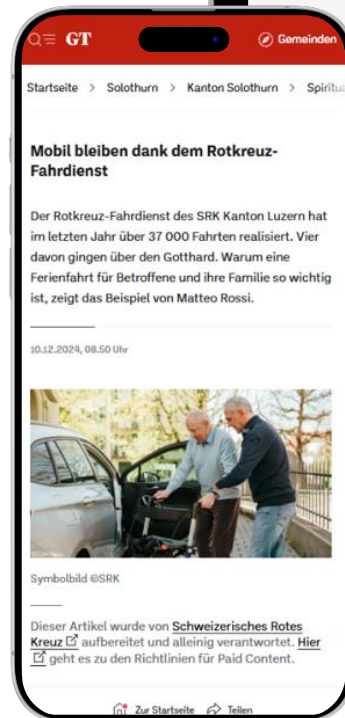 GT Gemeinden
Startseite > Solothurn > Kanton Solothurn >
Mobil bleiben dank dem Rotkreuz-
Fahrdienst
Der Rotkreuz-Fahrdienst des SRK Kanton Luzern hat
im letzten Jahr über 37 000 Fahrten realisiert. Vier
davon gingen über den Gotthard. Warum eine
Ferienfahrt für Betroffene und ihre Familie so wichtig
ist, zeigt das Beispiel von Matteo Rossi.
10.12.2024, 08.50 Uhr
Symbolbild ©SRK
Dieser Artikel wurde von Schweizerisches Rotes
Kreuz aufbereitet und alleinig verantwortet. Hier
geht es zu den Richtlinien für Paid Content.
Zur Startseite Teilen